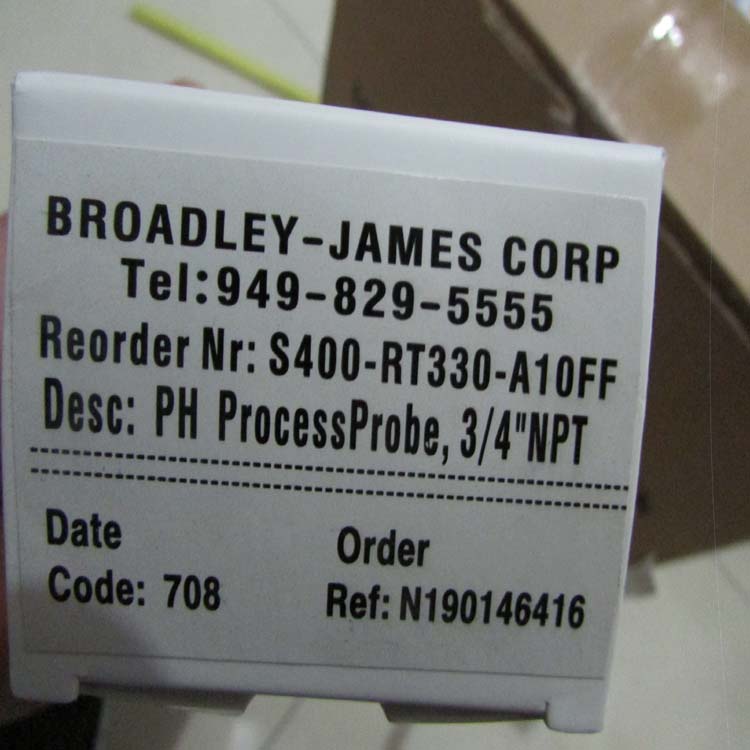 BROADLEY-JAMES CORP
Tel:949-829-5555
Reorder Nr: S400-RT330-A10FF
Desc: PH ProcessProbe, 3/4"NPT
Date
Code: 708
Order
Ref: N190146416